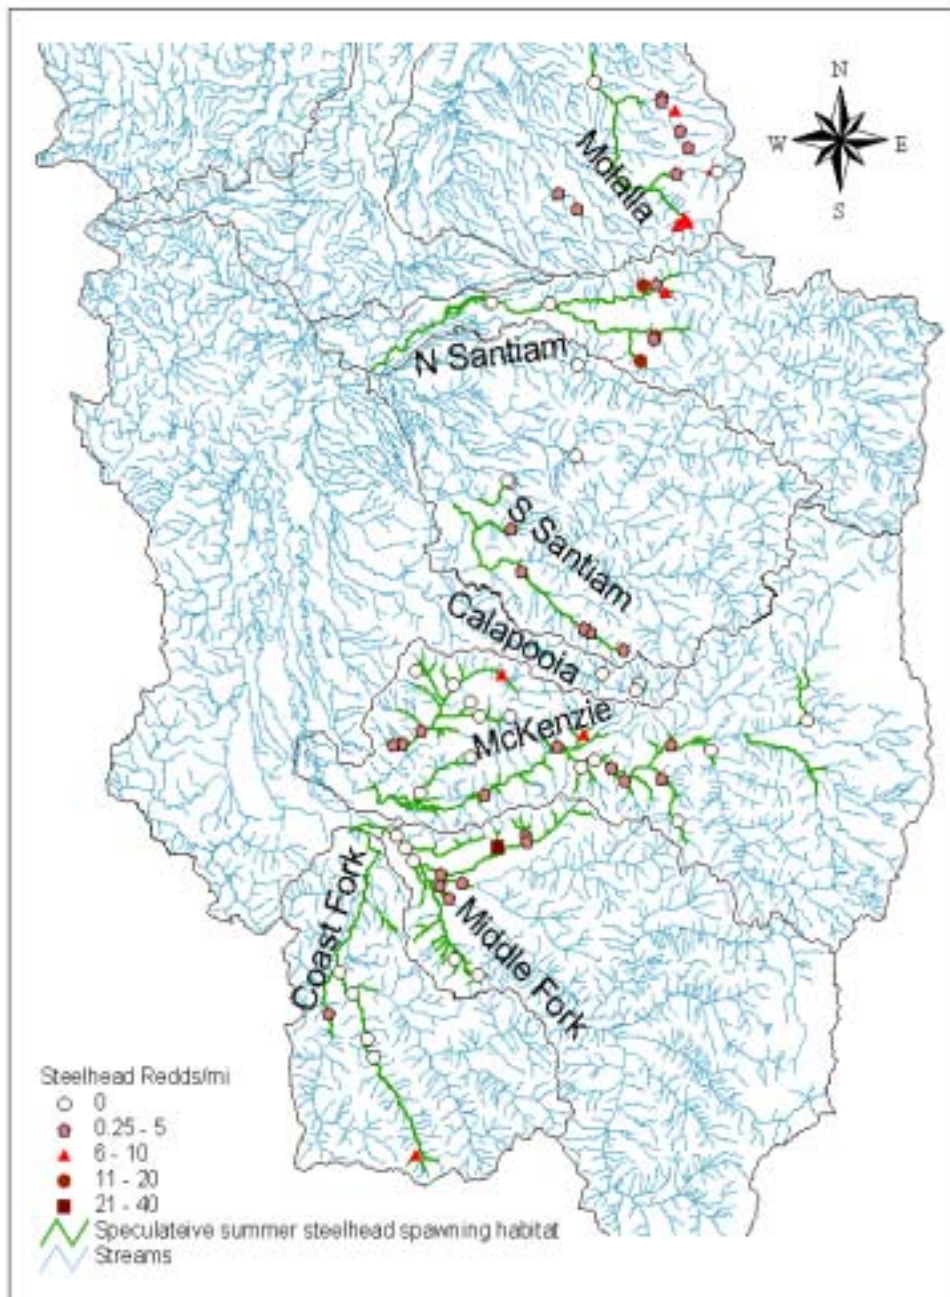 N
W E
S
Molalla
N Santiam
S Santiam
Calapooia
McKenzie
Coast Fork
Middle Fork
Steelhead Redds/mi
0
0.25 - 5
6 - 10
11 - 20
21 - 40
Speculateive summer steelhead spawning habitat
Streams